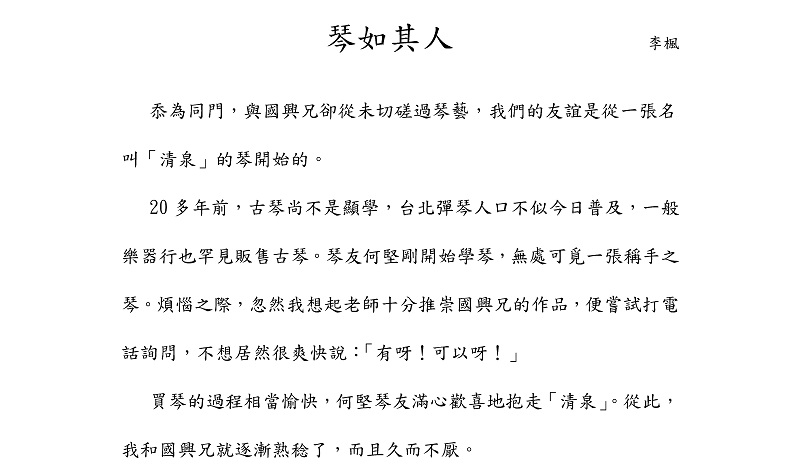 琴如其人
李楓
忝為同門，與國興兄卻從未切磋過琴藝，我們的友誼是從一張名
叫「清泉」的琴開始的。
20 多年前，古琴尚不是顯學，台北彈琴人口不似今日普及，一般
樂器行也罕見販售古琴。琴友何堅剛開始學琴，無處可覓一張稱手之
琴。煩惱之際，忽然我想起老師十分推崇國興兄的作品，便嘗試打電
話詢問，不想居然很爽快說：「有呀！可以呀！」
買琴的過程相當愉快，何堅琴友滿心歡喜地抱走「清泉」。從此，
我和國興兄就逐漸熟稔了，而且久而不厭。